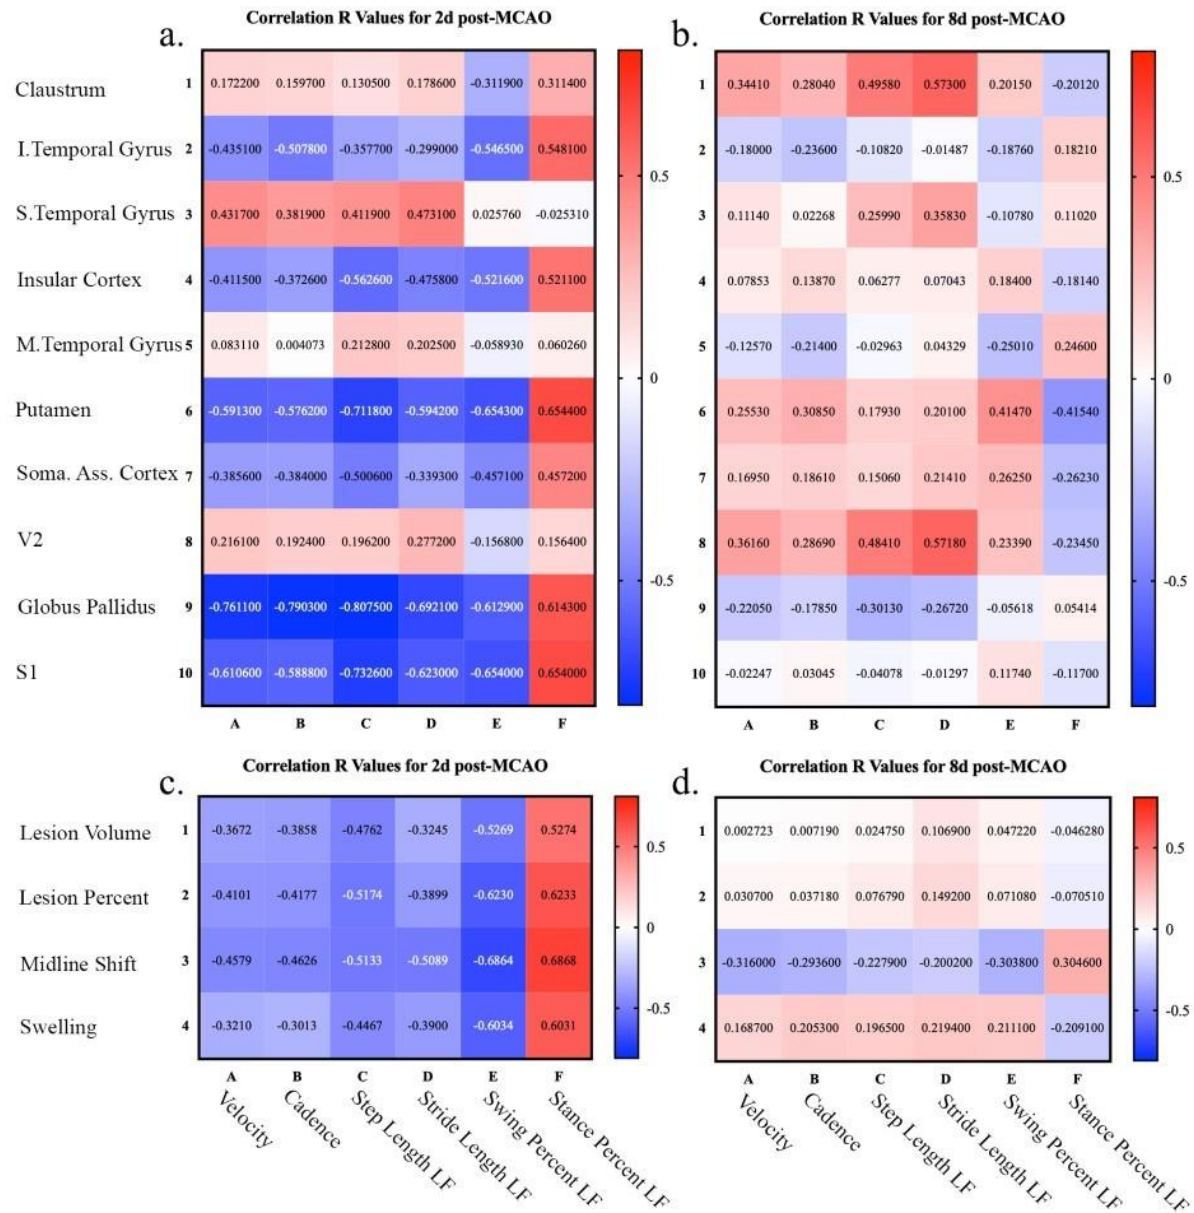 Correlation R Values for 2d post-MCAO
Correlation R Values for 8d post-MCAO
a.
b.
Claustrum 1 0.172200 0.159700 0.130500 0.178600 -0.311900 0.311400
I.Temporal Gyrus 2 -0.435100 -0.507800 -0.357700 -0.299000 -0.546500 0.548100
S.Temporal Gyrus 3 0.431700 0.381900 0.411900 0.473100 0.025760 -0.025310
Insular Cortex 4 -0.411500 -0.372600 -0.562600 -0.475800 -0.521600 0.521100
M.Temporal Gyrus 5 0.083110 0.004073 0.212800 0.202500 -0.058930 0.060260
Putamen 6 -0.591300 -0.576200 -0.711800 -0.594200 -0.654300 0.654400
Soma. Ass. Cortex 7 -0.385600 -0.384000 -0.500600 -0.339300 -0.457100 0.457200
V2 8 0.216100 0.192400 0.196200 0.277200 -0.156800 0.156400
Globus Pallidus 9 -0.761100 -0.790300 -0.807500 -0.692100 -0.612900 0.614300
S1 10 -0.610600 -0.588800 -0.732600 -0.623000 -0.654000 0.654000
A B C D E F
0.5
0
-0.5
1 0.34410 0.28040 0.49580 0.57300 0.20150 -0.20120
2 -0.18000 -0.23600 -0.10820 -0.01487 -0.18760 0.18210
3 0.11140 0.02268 0.25990 0.35830 -0.10780 0.11020
4 0.07853 0.13870 0.06277 0.07043 0.18400 -0.18140
5 -0.12570 -0.21400 -0.02963 0.04329 -0.25010 0.24600
6 0.25530 0.30850 0.17930 0.20100 0.41470 -0.41540
7 0.16950 0.18610 0.15060 0.21410 0.26250 -0.26230
8 0.36160 0.28690 0.48410 0.57180 0.23390 -0.23450
9 -0.22050 -0.17850 -0.30130 -0.26720 -0.05618 0.05414
10 -0.02247 0.03045 -0.04078 -0.01297 0.11740 -0.11700
A B C D E F
0.5
0
-0.5
Correlation R Values for 2d post-MCAO
Correlation R Values for 8d post-MCAO
c.
d.
Lesion Volume 1 -0.3672 -0.3858 -0.4762 -0.3245 -0.5269 0.5274
Lesion Percent 2 -0.4101 -0.4177 -0.5174 -0.3899 -0.6230 0.6233
Midline Shift 3 -0.4579 -0.4626 -0.5133 -0.5089 -0.6864 0.6868
Swelling 4 -0.3210 -0.3013 -0.4467 -0.3900 -0.6034 0.6031
A B C D E F
Velocity
Cadence
Step Length LF
Stride Length LF
Swing Percent LF
Stance Percent LF
0.5
0
-0.5
1 0.002723 0.007190 0.024750 0.106900 0.047220 -0.046280
2 0.030700 0.037180 0.076790 0.149200 0.071080 -0.070510
3 -0.316000 -0.293600 -0.227900 -0.200200 -0.303800 0.304600
4 0.168700 0.205300 0.196500 0.219400 0.211100 -0.209100
A B C D E F
Velocity
Cadence
Step Length LF
Stride Length LF
Swing Percent LF
Stance Percent LF
0.5
0
-0.5